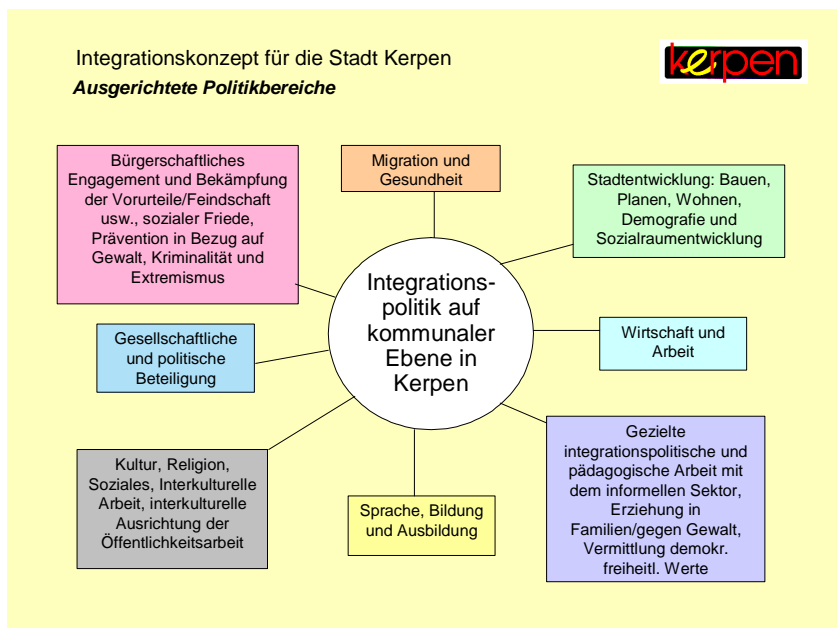 Integrationskonzept für die Stadt Kerpen
Ausgerichtete Politikbereiche
kerpen
Bürgerschaftliches
Engagement und Bekämpfung
der Vorurteile/Feindschaft
usw., sozialer Friede,
Prävention in Bezug auf
Gewalt, Kriminalität und
Extremismus
Migration und
Gesundheit
Stadtentwicklung: Bauen,
Planen, Wohnen,
Demografie und
Sozialraumentwicklung
Integrations-
politik auf
kommunaler
Ebene in
Kerpen
Gesellschaftliche
und politische
Beteiligung
Wirtschaft und
Arbeit
Kultur, Religion,
Soziales, Interkulturelle
Arbeit, interkulturelle
Ausrichtung der
Öffentlichkeitsarbeit
Sprache, Bildung
und Ausbildung
Gezielte
integrationspolitische und
pädagogische Arbeit mit
dem informellen Sektor,
Erziehung in
Familien/gegen Gewalt,
Vermittlung demokr.
freiheitl. Werte